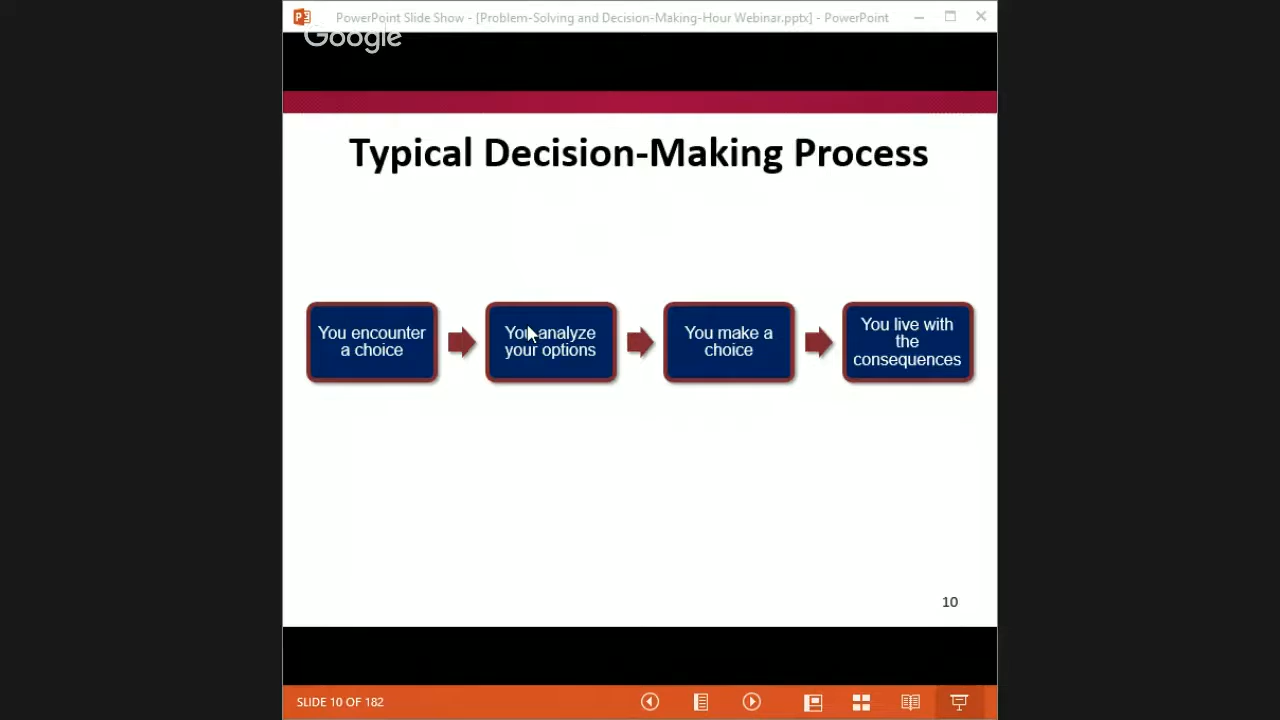 PowerPoint Slide Show - [Problem-Solving and Decision-Making-Hour Webinar.pptx] - PowerPoint
Google
Typical Decision-Making Process
You encounter
a choice
You analyze
your options
You make a
choice
You live with
the
consequences
10
SLIDE 10 OF 182